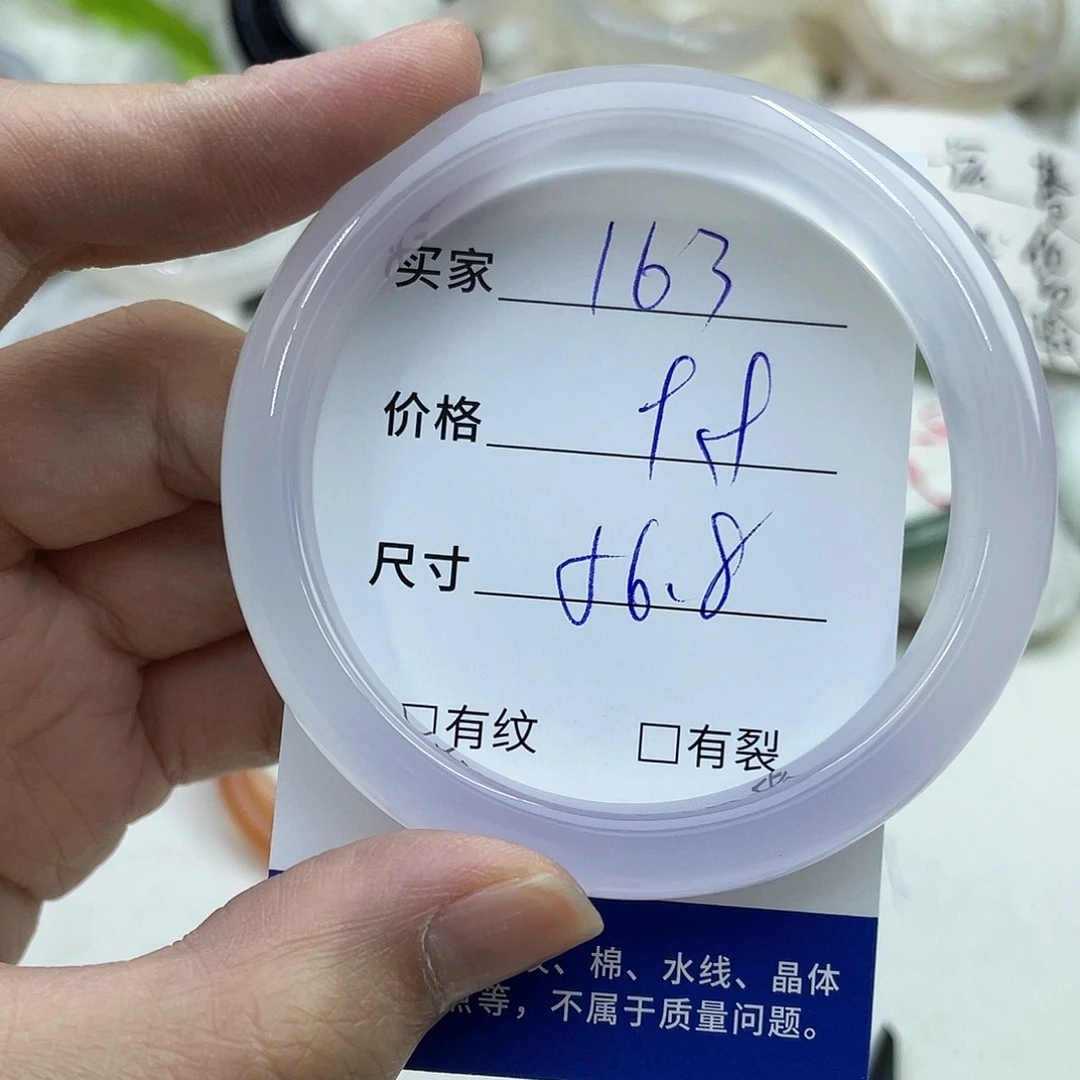 买家 163
价格
尺寸 56.8
□有纹 □有裂
、棉、水线、晶体
点等，不属于质量问题。